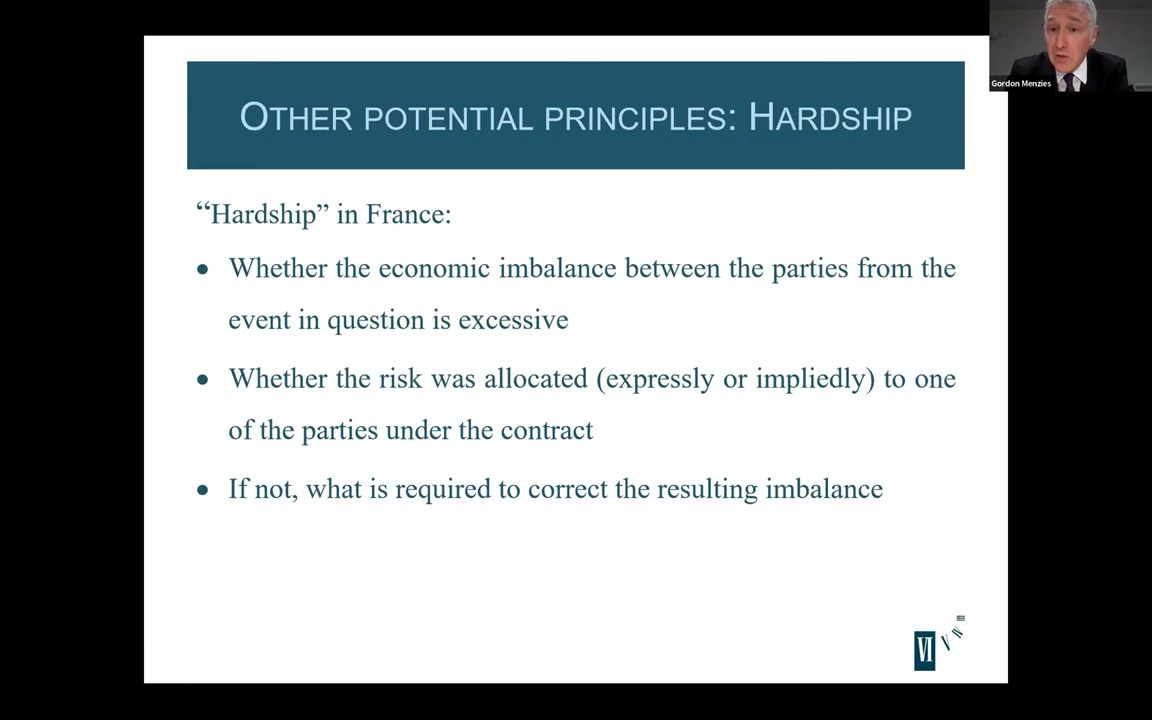 OTHER POTENTIAL PRINCIPLES: HARDSHIP
Gordon Menzies
“Hardship” in France:
• Whether the economic imbalance between the parties from the
event in question is excessive
• Whether the risk was allocated (expressly or impliedly) to one
of the parties under the contract
• If not, what is required to correct the resulting imbalance
VI
V